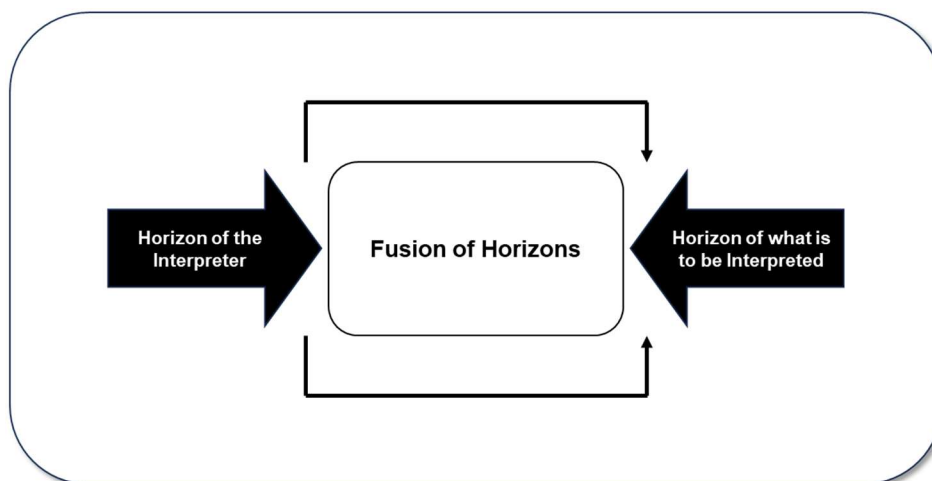 Horizon of the
Interpreter
Fusion of Horizons
Horizon of what is
to be Interpreted